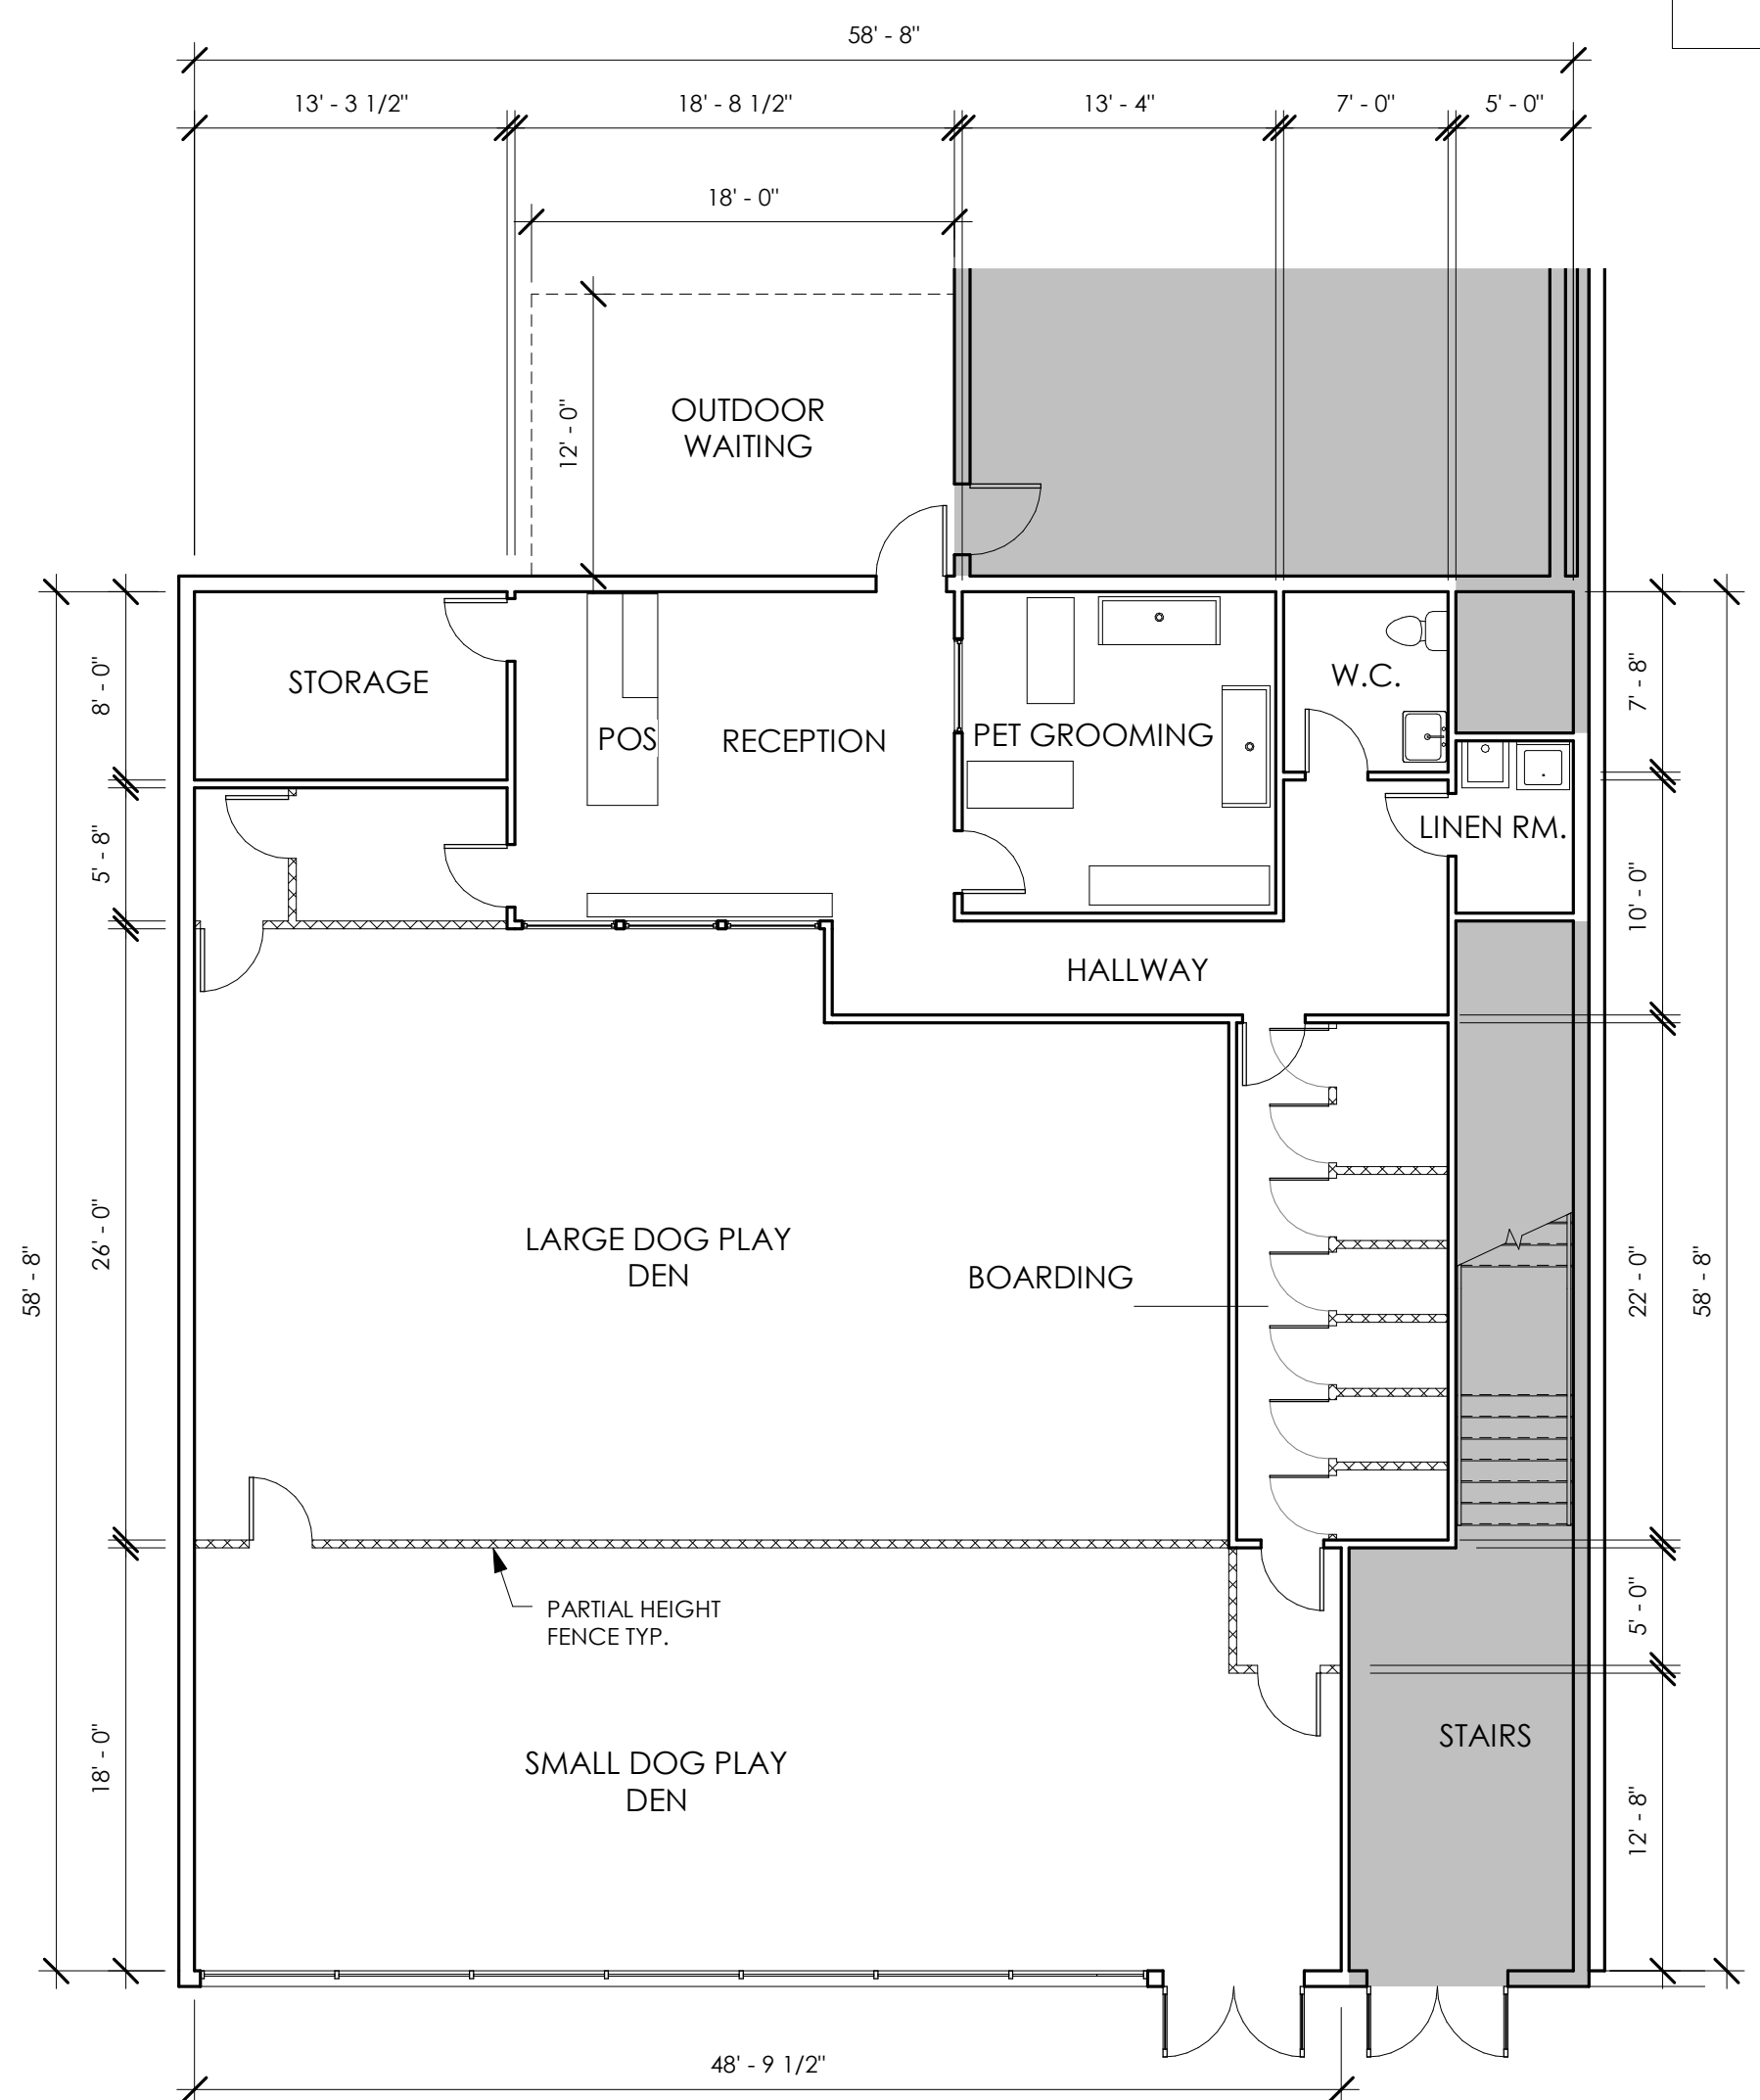 58' - 8"
13' - 3 1/2"
18' - 8 1/2"
13' - 4"
7' - 0"
5' - 0"
18' - 0"
12' - 0"
OUTDOOR
WAITING
8' - 0"
STORAGE
POS
RECEPTION
PET GROOMING
W.C.
7' - 8"
5' - 8"
LINEN RM.
10' - 0"
HALLWAY
58' - 8"
26' - 0"
LARGE DOG PLAY
DEN
BOARDING
22' - 0"
58' - 8"
PARTIAL HEIGHT
FENCE TYP.
5' - 0"
18' - 0"
SMALL DOG PLAY
DEN
STAIRS
12' - 8"
48' - 9 1/2"